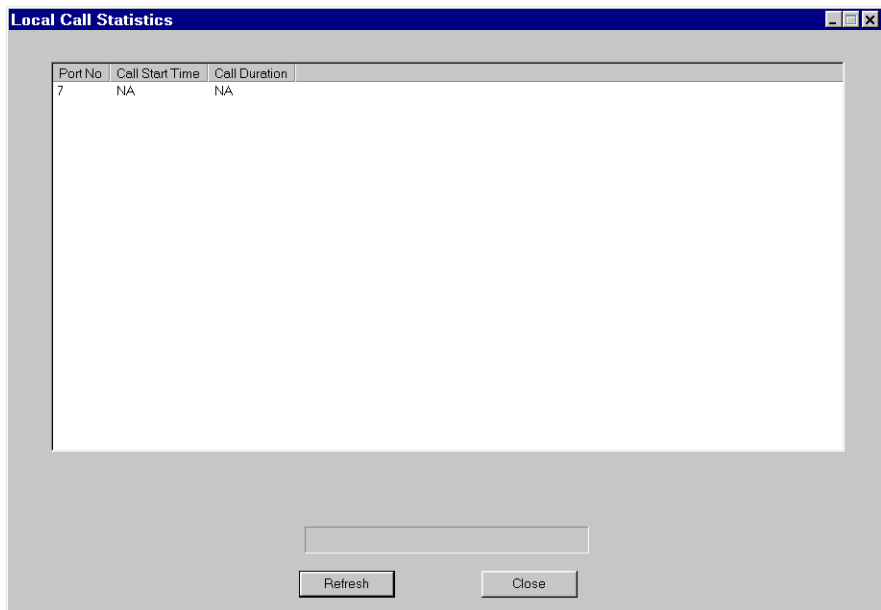 Local Call Statistics
Port No Call Start Time Call Duration
7 NA NA
Refresh Close